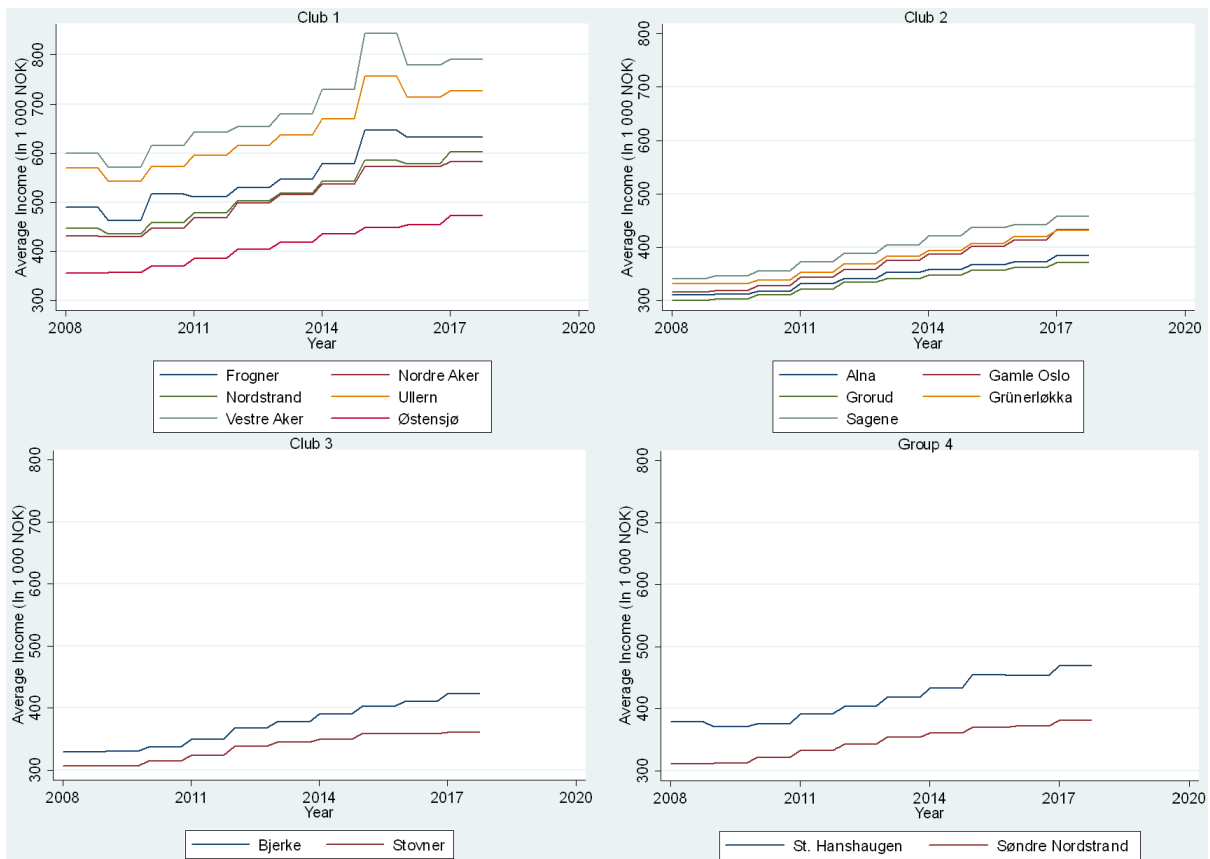 Club 1
Average Income (In 1 000 NOK)
800
700
600
500
400
300
2008 2011 2014 2017 2020
Year
Frogner Nordre Aker
Nordstrand Ullern
Vestre Aker Østensjø
Club 2
Average Income (In 1 000 NOK)
800
700
600
500
400
300
2008 2011 2014 2017 2020
Year
Alna Gamle Oslo
Grorud Grünerløkka
Sagene
Club 3
Average Income (In 1 000 NOK)
800
700
600
500
400
300
2008 2011 2014 2017 2020
Year
Bjerke Stovner
Group 4
Average Income (In 1 000 NOK)
800
700
600
500
400
300
2008 2011 2014 2017 2020
Year
St. Hanshaugen Søndre Nordstrand